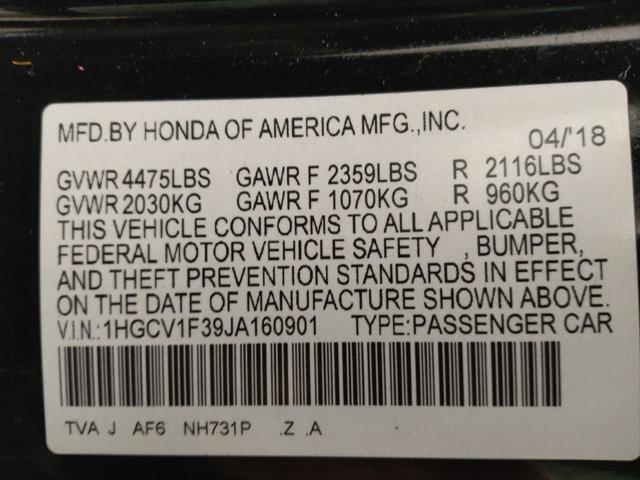 MFD.BY HONDA OF AMERICA MFG.,INC. 04/'18
GVWR 4475LBS GAWR F 2359LBS R 2116LBS
GVWR 2030KG GAWR F 1070KG R 960KG
THIS VEHICLE CONFORMS TO ALL APPLICABLE
FEDERAL MOTOR VEHICLE SAFETY , BUMPER,
AND THEFT PREVENTION STANDARDS IN EFFECT
ON THE DATE OF MANUFACTURE SHOWN ABOVE.
V.I.N.:1HGCV1F39JA160901 TYPE:PASSENGER CAR
TVA J AF6 NH731P .Z .A